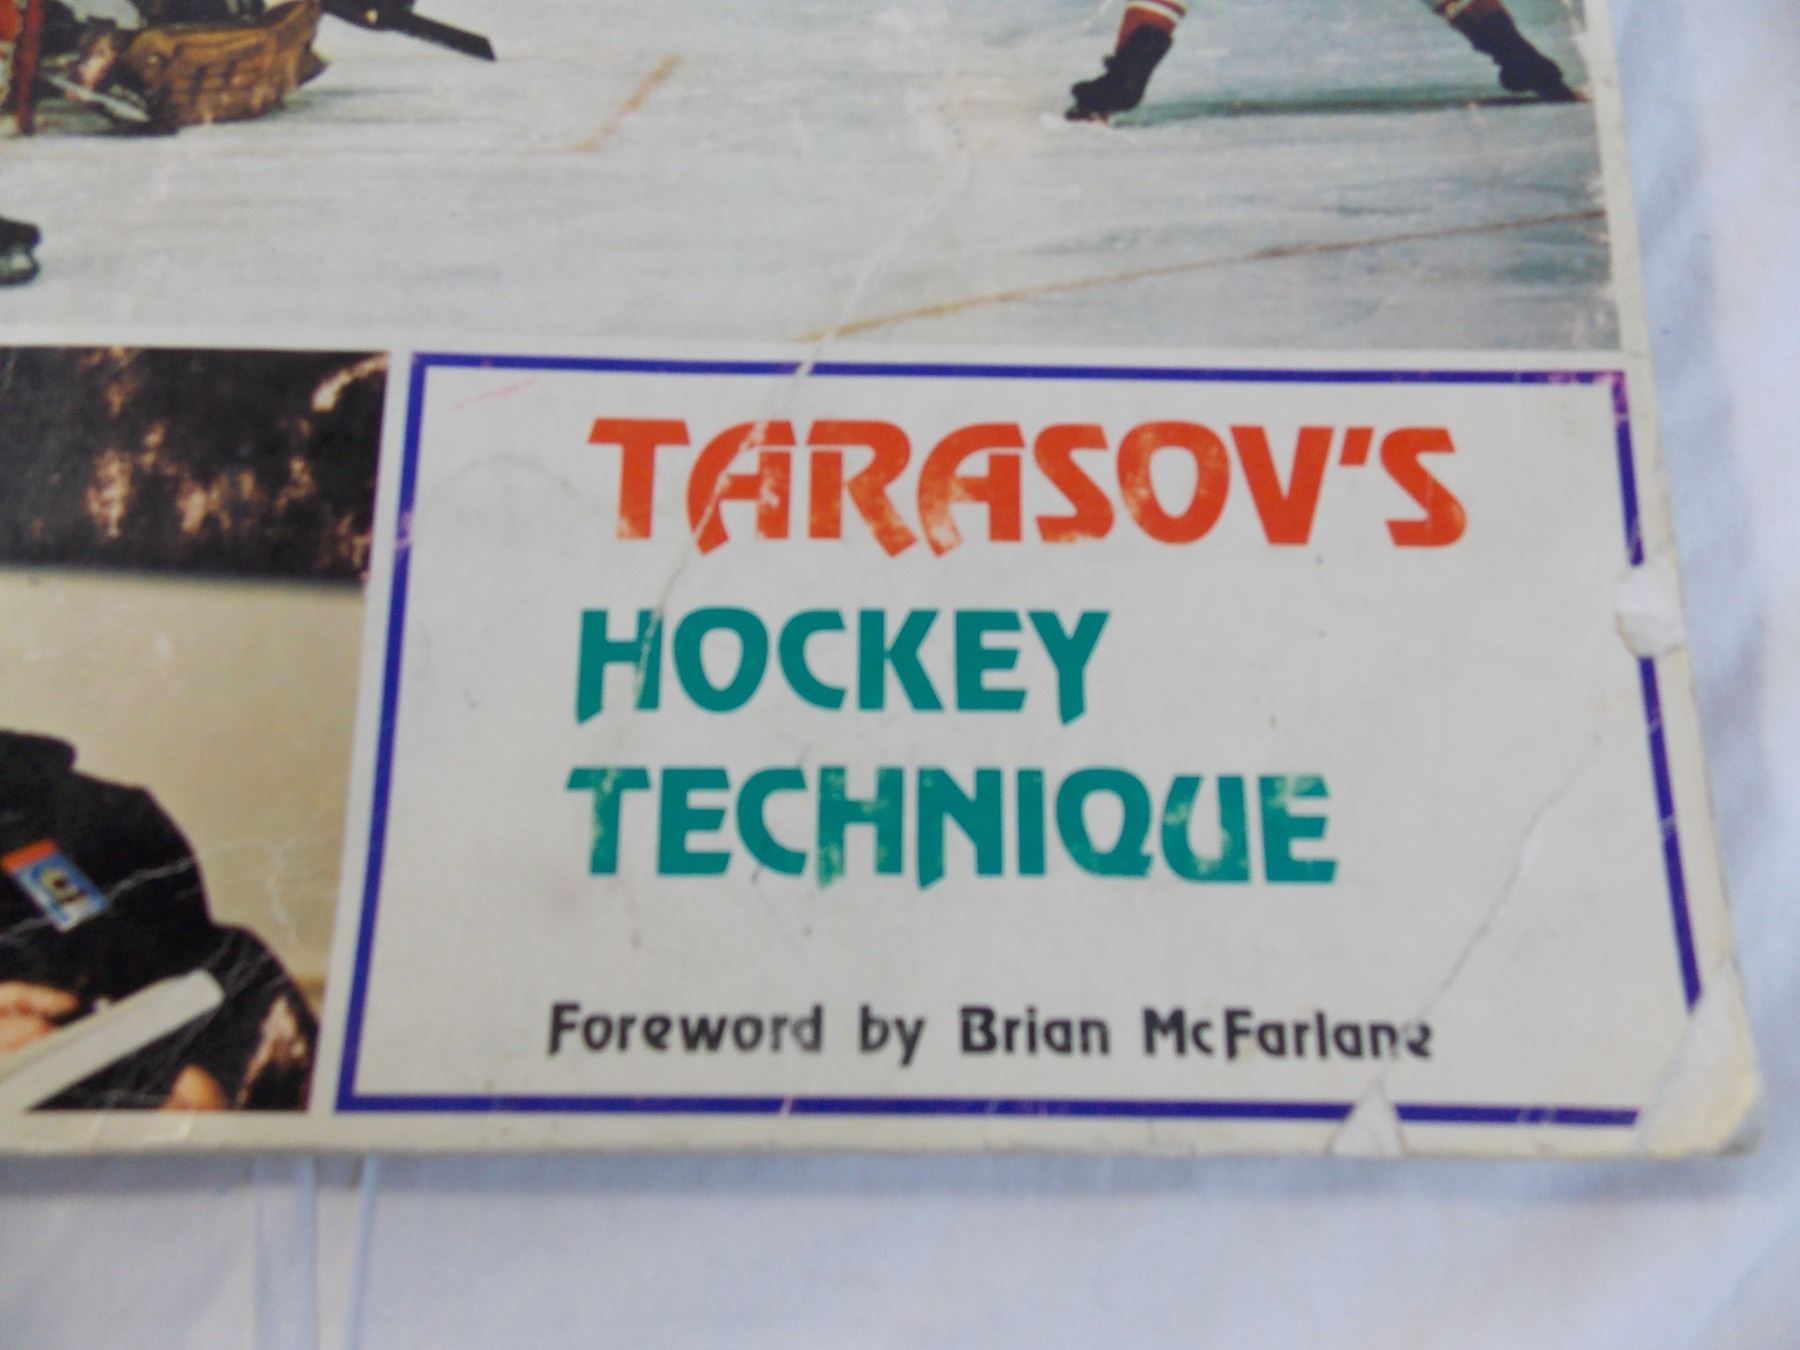 TARASOV'S
HOCKEY
TECHNIQUE
Foreword by Brian McFarlane